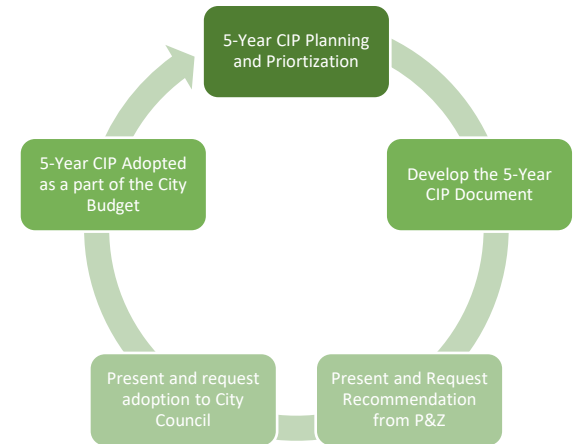 5-Year CIP Planning
and Priortization
Develop the 5-Year
CIP Document
Present and Request
Recommendation
from P&Z
Present and request
adoption to City
Council
5-Year CIP Adopted
as a part of the City
Budget